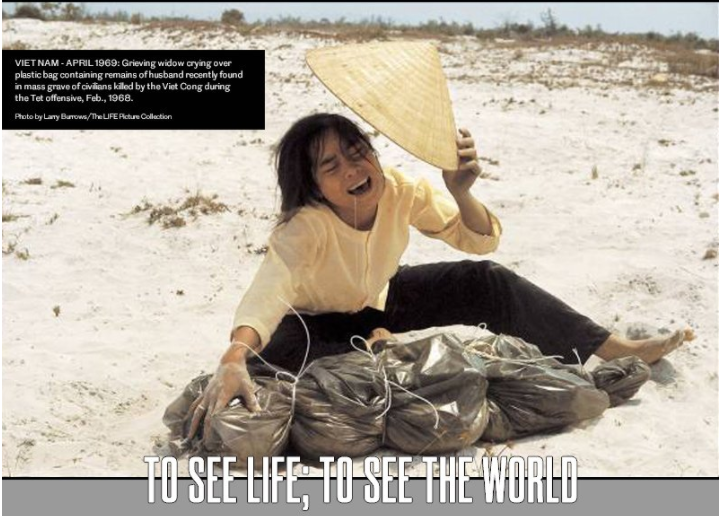 VIET NAM - APRIL 1969: Grieving widow crying over
plastic bag containing remains of husband recently found
in mass grave of civilians killed by the Viet Cong during
the Tet offensive, Feb., 1968.
Photo by Larry Burrows/The LIFE Picture Collection
TO SEE LIFE; TO SEE THE WORLD